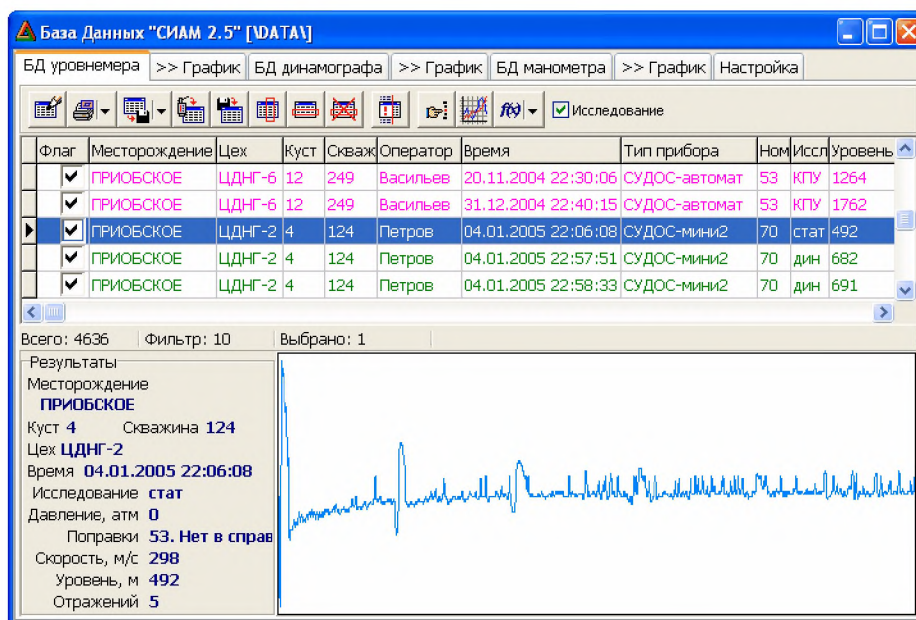 База Данных "СИАМ 2.5" [\DATA\]
БД уровнемера >> График БД динамографа >> График БД манометра >> График Настройка
f(x) Исследование
Флаг Месторождение Цех Куст Скваж Оператор Время Тип прибора Ном Иссл Уровень
ПРИОБСКОЕ ЦДНГ-6 12 249 Васильев 20.11.2004 22:30:06 СУДОС-автомат 53 КПУ 1264
ПРИОБСКОЕ ЦДНГ-6 12 249 Васильев 31.12.2004 22:40:15 СУДОС-автомат 53 КПУ 1762
ПРИОБСКОЕ ЦДНГ-2 4 124 Петров 04.01.2005 22:06:08 СУДОС-мини2 70 стат 492
ПРИОБСКОЕ ЦДНГ-2 4 124 Петров 04.01.2005 22:57:51 СУДОС-мини2 70 дин 682
ПРИОБСКОЕ ЦДНГ-2 4 124 Петров 04.01.2005 22:58:33 СУДОС-мини2 70 дин 691
Всего: 4636 Фильтр: 10 Выбрано: 1
Результаты
Месторождение
ПРИОБСКОЕ
Куст 4 Скважина 124
Цех ЦДНГ-2
Время 04.01.2005 22:06:08
Исследование стат
Давление, атм 0
Поправки 53. Нет в справ
Скорость, м/с 298
Уровень, м 492
Отражений 5